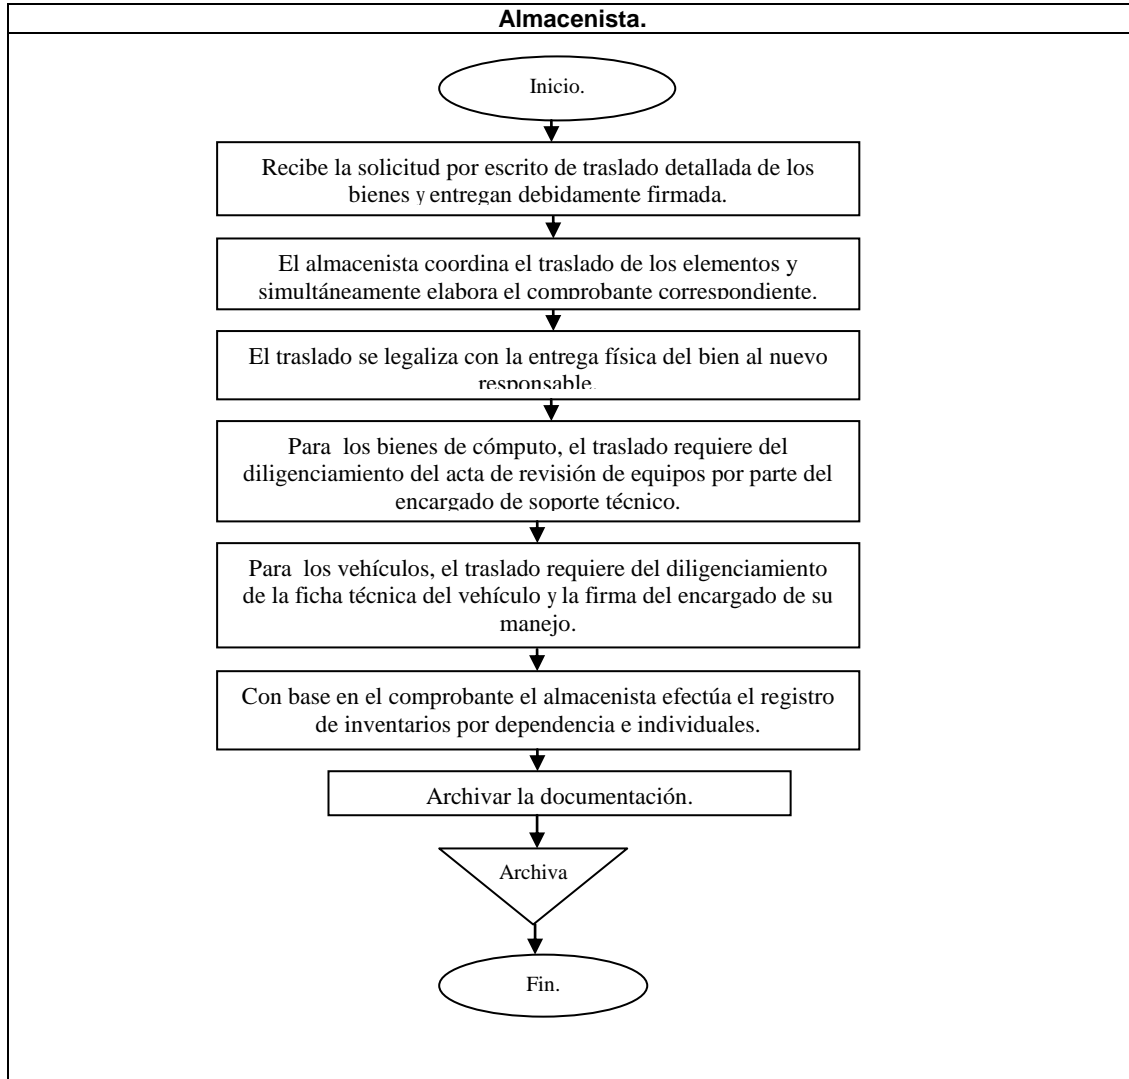 Almacenista.
Inicio.
Recibe la solicitud por escrito de traslado detallada de los
bienes y entregan debidamente firmada.
El almacenista coordina el traslado de los elementos y
simultáneamente elabora el comprobante correspondiente.
El traslado se legaliza con la entrega física del bien al nuevo
responsable.
Para los bienes de cómputo, el traslado requiere del
diligenciamiento del acta de revisión de equipos por parte del
encargado de soporte técnico.
Para los vehículos, el traslado requiere del diligenciamiento
de la ficha técnica del vehículo y la firma del encargado de su
manejo.
Con base en el comprobante el almacenista efectúa el registro
de inventarios por dependencia e individuales.
Archivar la documentación.
Archiva
Fin.